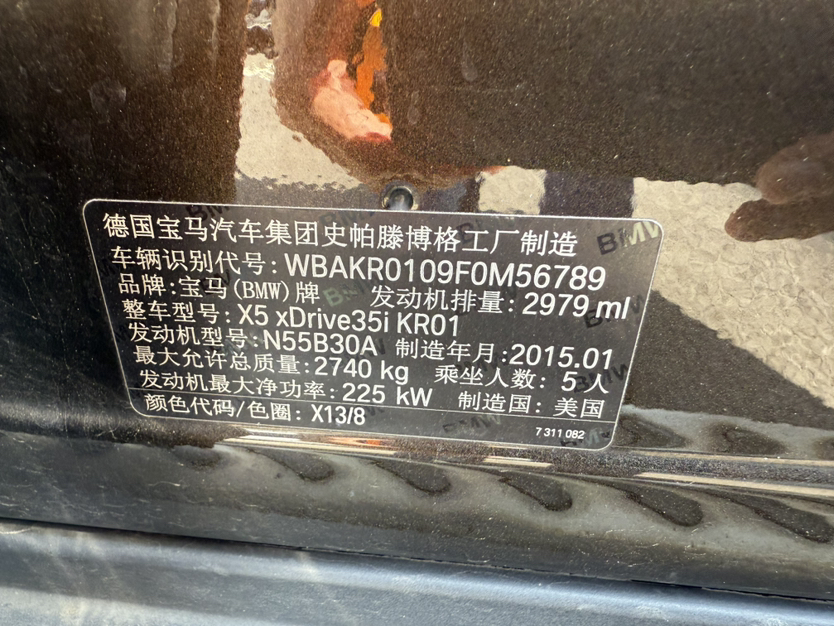 德国宝马汽车集团史帕滕博格工厂制造
车辆识别代号: WBAKR0109F0M56789
品牌:宝马(BMW)牌 发动机排量: 2979 ml
整车型号: X5 xDrive35i KR01
发动机型号: N55B30A 制造年月:2015.01
最大允许总质量: 2740 kg 乘坐人数: 5人
发动机最大净功率: 225 kW 制造国: 美国
颜色代码/色圈: X13/8
7 311 082